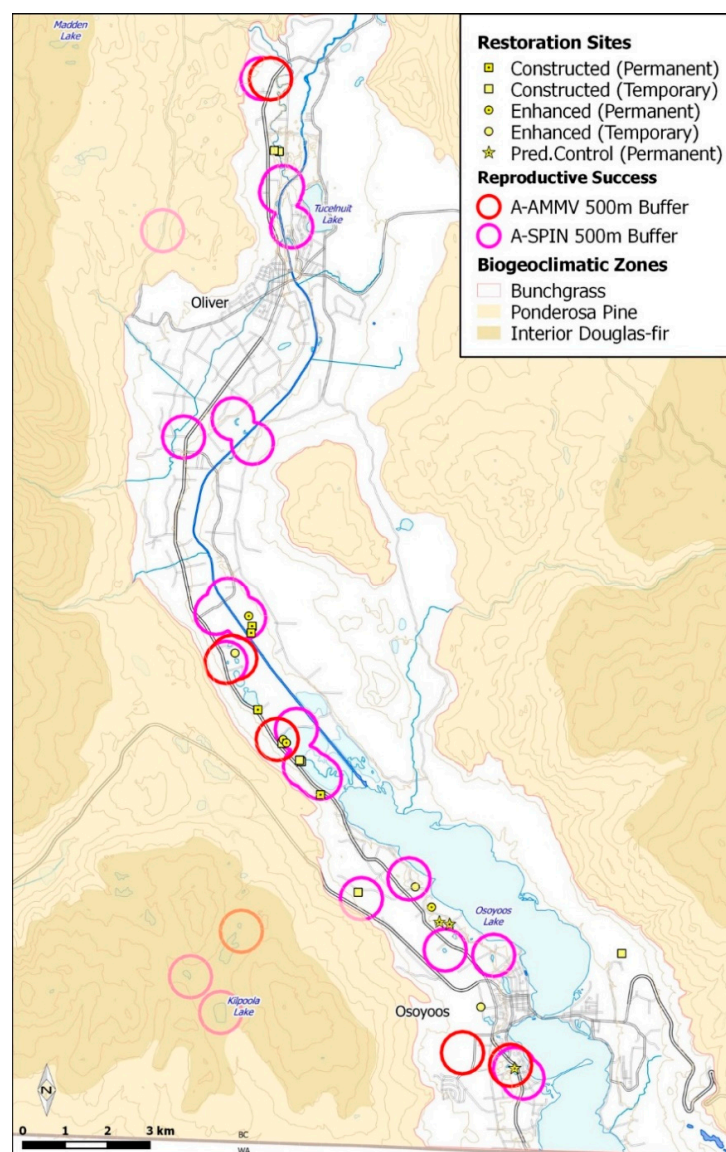 Madden
Lake
Restoration Sites
Constructed (Permanent)
Constructed (Temporary)
Enhanced (Permanent)
Enhanced (Temporary)
Pred.Control (Permanent)
Reproductive Success
A-AMMV 500m Buffer
A-SPIN 500m Buffer
Biogeoclimatic Zones
Bunchgrass
Ponderosa Pine
Interior Douglas-fir
Tucelnuit
Lake
Oliver
Osoyoos
Lake
Kilpoola
Lake
Osoyoos
N
0 1 2 3 km
BC
WA